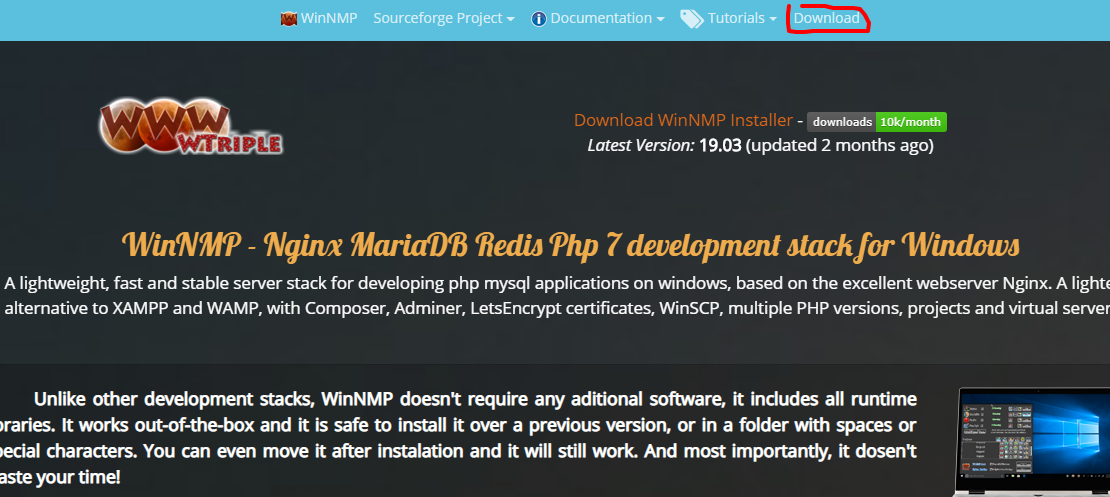 WinNMP Sourceforge Project Documentation Tutorials Download
WWW
WTRIPLE
Download WinNMP Installer - downloads 10k/month
Latest Version: 19.03 (updated 2 months ago)
WinNMP - Nginx MariaDB Redis Php 7 development stack for Windows
A lightweight, fast and stable server stack for developing php mysql applications on windows, based on the excellent webserver Nginx. A lighte
alternative to XAMPP and WAMP, with Composer, Adminer, LetsEncrypt certificates, WinSCP, multiple PHP versions, projects and virtual server
Unlike other development stacks, WinNMP doesn't require any aditional software, it includes all runtime
oraries. It works out-of-the-box and it is safe to install it over a previous version, or in a folder with spaces or
pecial characters. You can even move it after instalation and it will still work. And most importantly, it dosen't
aste your time!